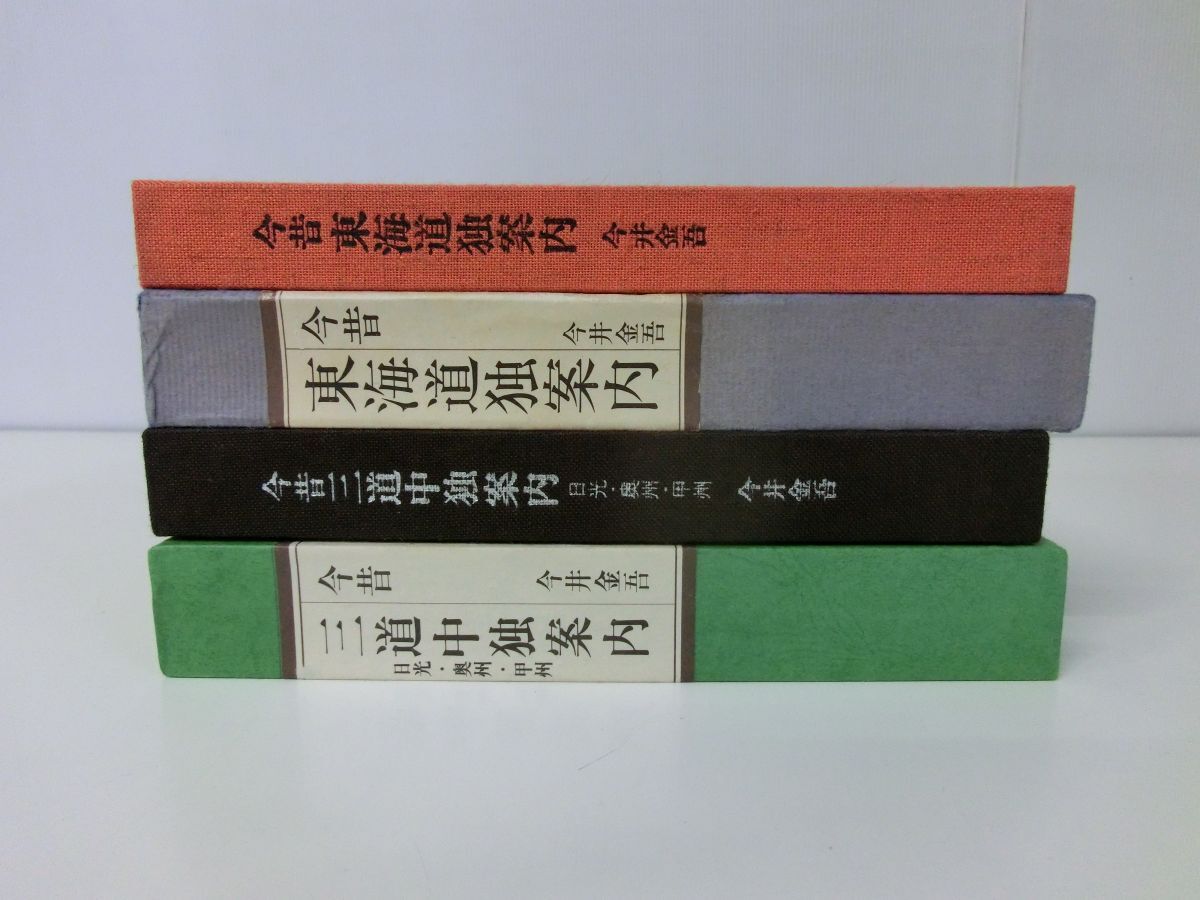 今昔東海道独案内 今井金吾
今昔 今井金吾
東海道独案内
今昔三道中独案内 日光・奥州・甲州 今井金吾
今昔 今井金吾
三道中独案内
日光・奥州・甲州